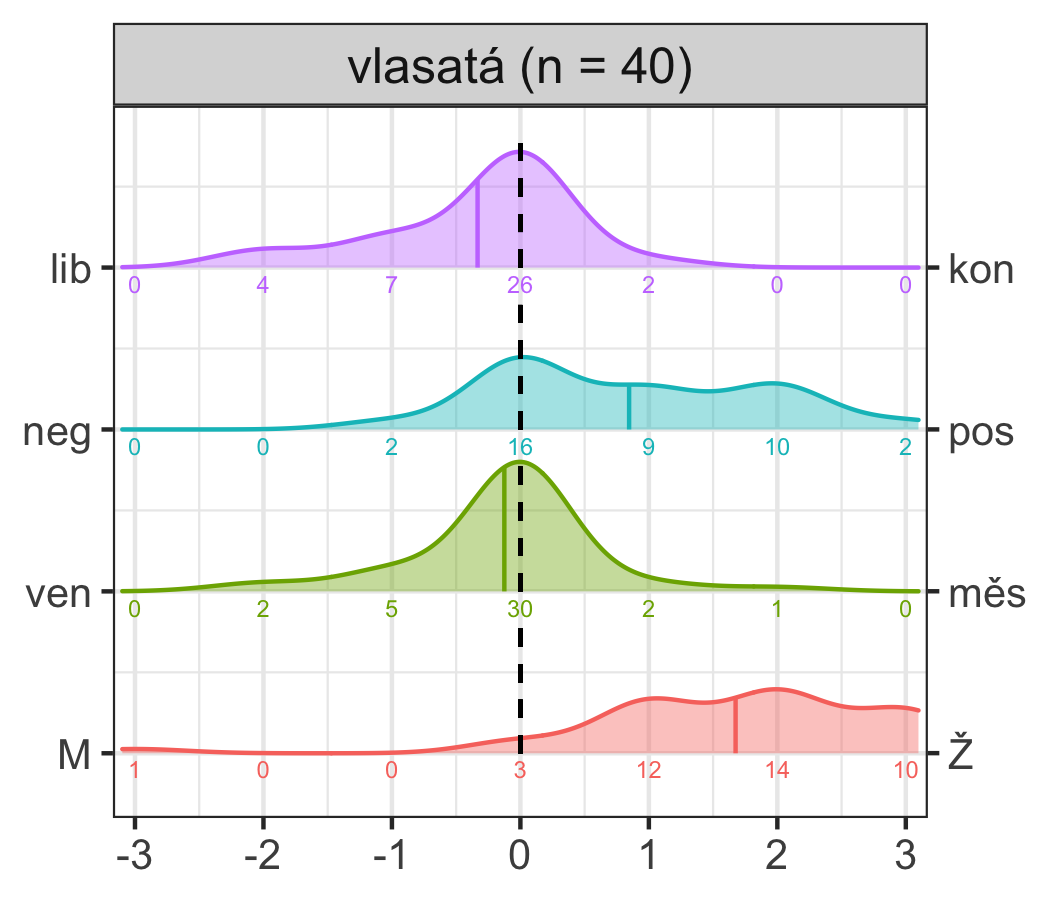 vlasatá (n = 40)
lib kon
0 4 7 26 2 0 0
neg pos
0 0 2 16 9 10 2
ven měs
0 2 5 30 2 1 0
M Ž
1 0 0 3 12 14 10
-3 -2 -1 0 1 2 3